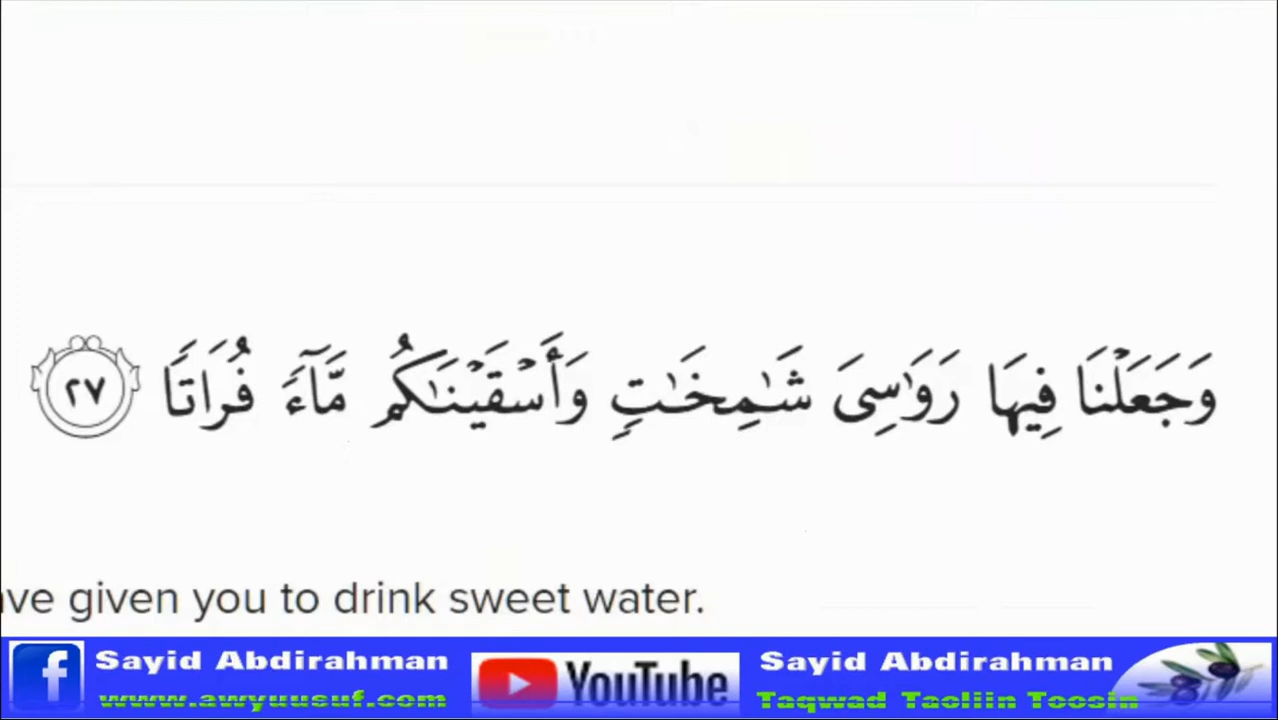 وَجَعَلْنَا فِيهَا رَوَٰسِىَ شَـٰمِخَـٰتٍ وَأَسْقَيْنَـٰكُم مَّآءً فُرَاتًا ٢٧
ve given you to drink sweet water.
f Sayid Abdirahman YouTube Sayid Abdirahman
www.awyuusuf.com Taqwad Taoliin Toosin